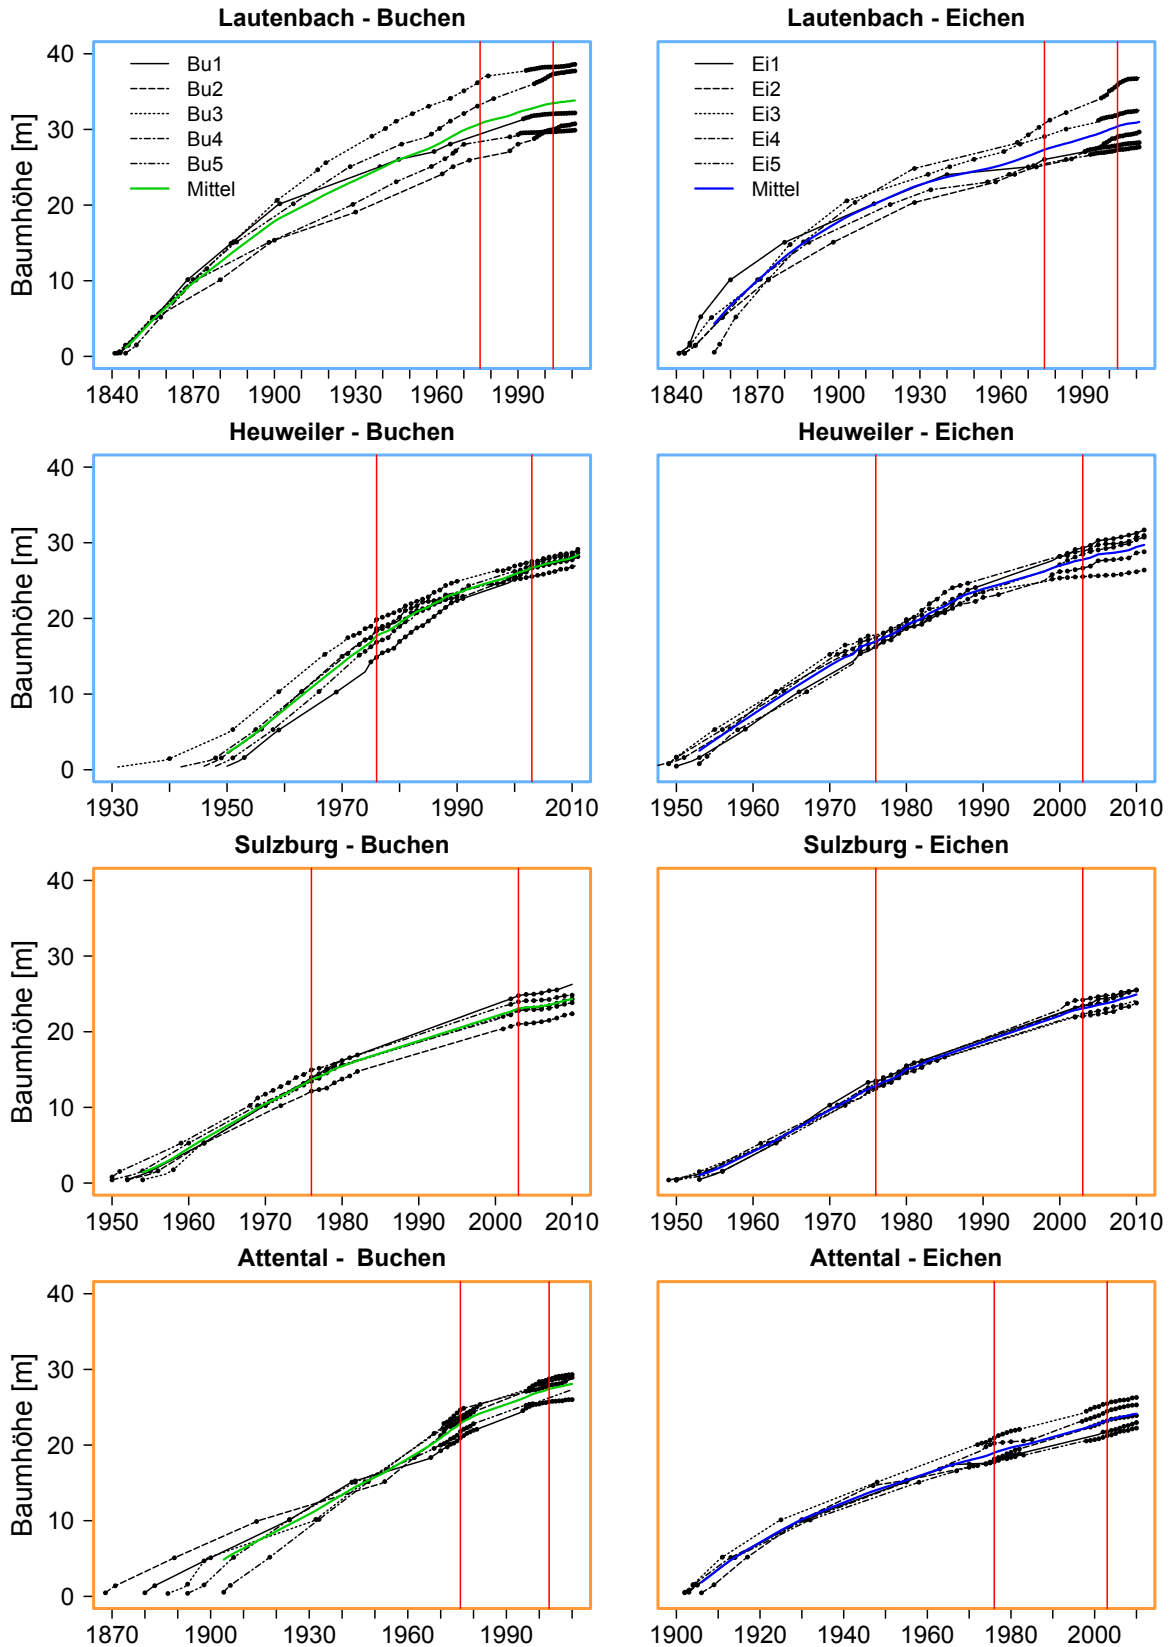 Lautenbach - Buchen
Lautenbach - Eichen
Baumhöhe [m]
40
30
20
10
0
Bu1
Bu2
Bu3
Bu4
Bu5
Mittel
Ei1
Ei2
Ei3
Ei4
Ei5
Mittel
1840 1870 1900 1930 1960 1990
1840 1870 1900 1930 1960 1990
Heuweiler - Buchen
Heuweiler - Eichen
Baumhöhe [m]
40
30
20
10
0
1930 1950 1970 1990 2010
1950 1960 1970 1980 1990 2000 2010
Sulzburg - Buchen
Sulzburg - Eichen
Baumhöhe [m]
40
30
20
10
0
1950 1960 1970 1980 1990 2000 2010
1950 1960 1970 1980 1990 2000 2010
Attental - Buchen
Attental - Eichen
Baumhöhe [m]
40
30
20
10
0
1870 1900 1930 1960 1990
1900 1920 1940 1960 1980 2000